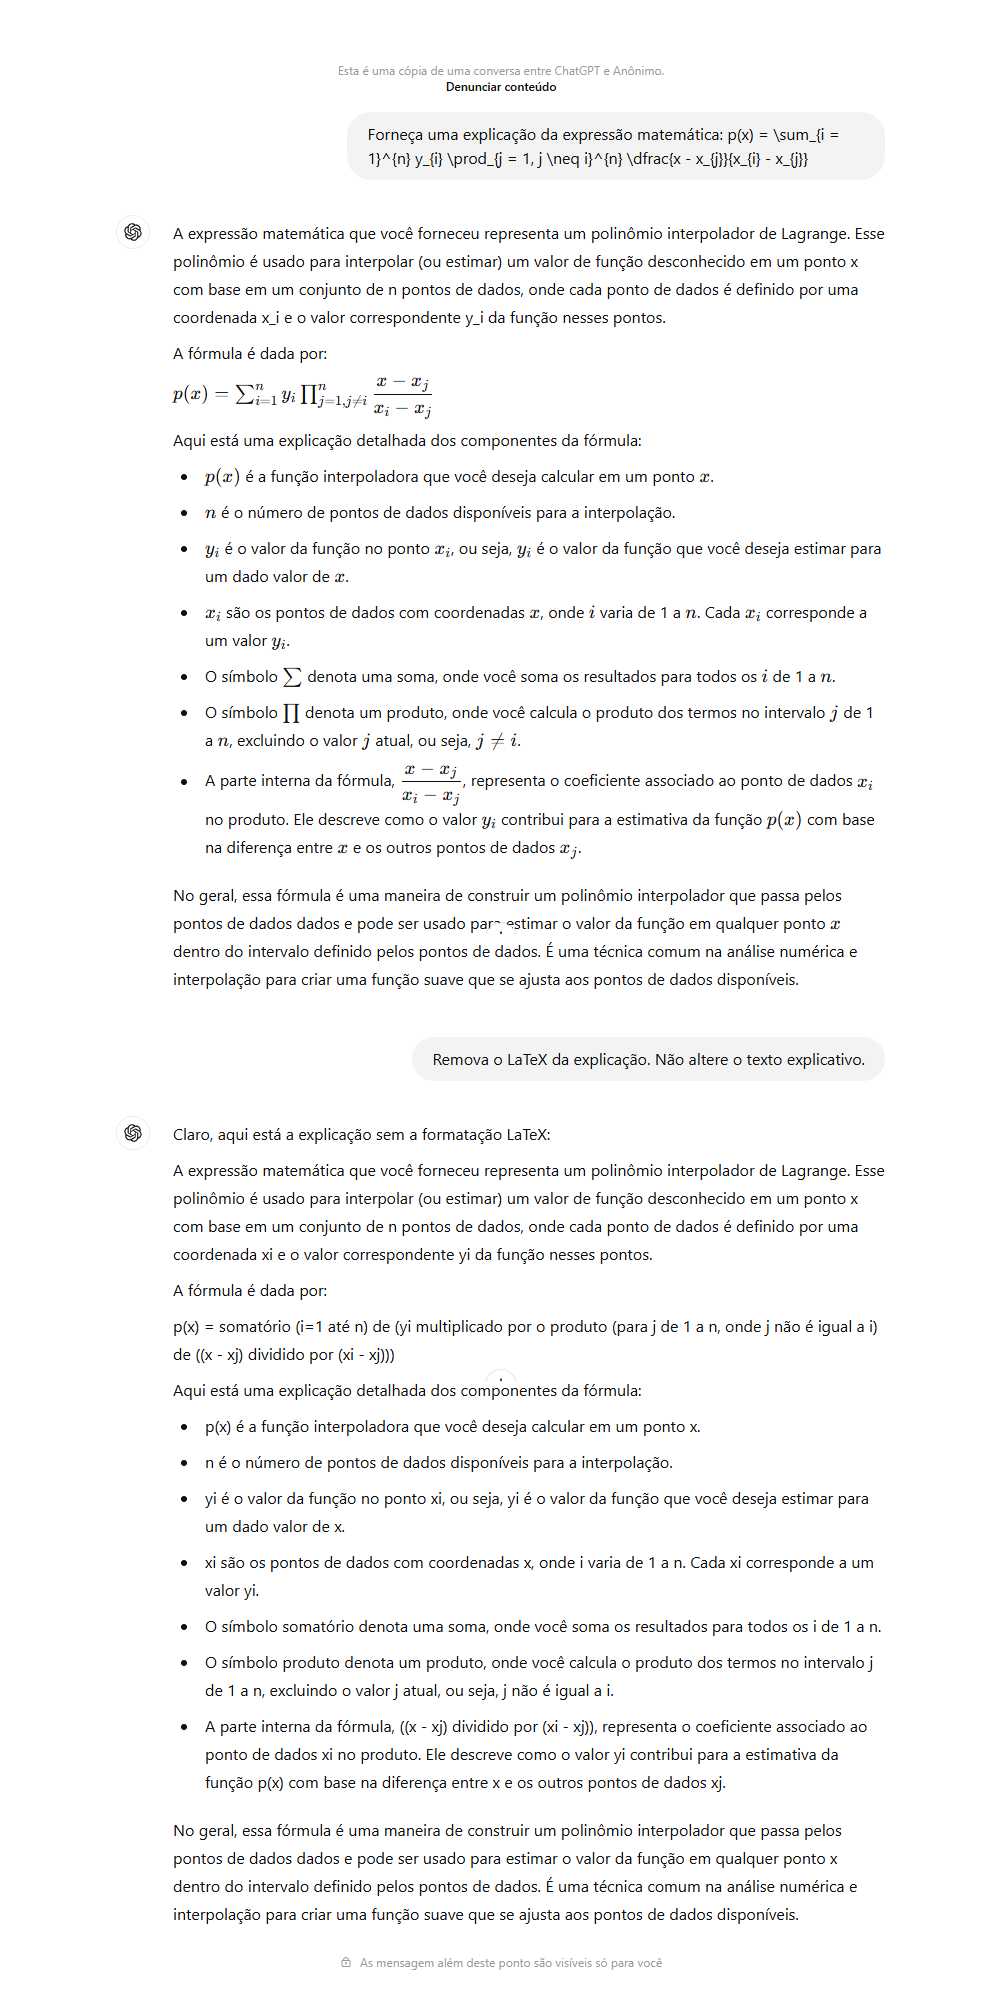 Esta é uma cópia de uma conversa entre ChatGPT e Anônimo.
Denunciar conteúdo
Forneça uma explicação da expressão matemática: p(x) = \sum_{i =
1}^{n} y_{i} \prod_{j = 1, j \neq i}^{n} \dfrac{x - x_{j}}{x_{i} - x_{j}}
A expressão matemática que você forneceu representa um polinômio interpolador de Lagrange. Esse
polinômio é usado para interpolar (ou estimar) um valor de função desconhecido em um ponto x
com base em um conjunto de n pontos de dados, onde cada ponto de dados é definido por uma
coordenada x_i e o valor correspondente y_i da função nesses pontos.
A fórmula é dada por:
p(x) = ∑_{i=1}^{n} y_i ∏_{j=1,j≠i}^{n} \dfrac{x − x_j}{x_i − x_j}
Aqui está uma explicação detalhada dos componentes da fórmula:
• p(x) é a função interpoladora que você deseja calcular em um ponto x.
• n é o número de pontos de dados disponíveis para a interpolação.
• y_i é o valor da função no ponto x_i, ou seja, y_i é o valor da função que você deseja estimar para
um dado valor de x.
• x_i são os pontos de dados com coordenadas x, onde i varia de 1 a n. Cada x_i corresponde a
um valor y_i.
• O símbolo ∑ denota uma soma, onde você soma os resultados para todos os i de 1 a n.
• O símbolo ∏ denota um produto, onde você calcula o produto dos termos no intervalo j de 1
a n, excluindo o valor j atual, ou seja, j ≠ i.
• A parte interna da fórmula, \dfrac{x − x_j}{x_i − x_j}, representa o coeficiente associado ao ponto de dados x_i
no produto. Ele descreve como o valor y_i contribui para a estimativa da função p(x) com base
na diferença entre x e os outros pontos de dados x_j.
No geral, essa fórmula é uma maneira de construir um polinômio interpolador que passa pelos
pontos de dados dados e pode ser usado para estimar o valor da função em qualquer ponto x
dentro do intervalo definido pelos pontos de dados. É uma técnica comum na análise numérica e
interpolação para criar uma função suave que se ajusta aos pontos de dados disponíveis.
Remova o LaTeX da explicação. Não altere o texto explicativo.
Claro, aqui está a explicação sem a formatação LaTeX:
A expressão matemática que você forneceu representa um polinômio interpolador de Lagrange. Esse
polinômio é usado para interpolar (ou estimar) um valor de função desconhecido em um ponto x
com base em um conjunto de n pontos de dados, onde cada ponto de dados é definido por uma
coordenada xi e o valor correspondente yi da função nesses pontos.
A fórmula é dada por:
p(x) = somatório (i=1 até n) de (yi multiplicado por o produto (para j de 1 a n, onde j não é igual a i)
de ((x - xj) dividido por (xi - xj)))
Aqui está uma explicação detalhada dos componentes da fórmula:
• p(x) é a função interpoladora que você deseja calcular em um ponto x.
• n é o número de pontos de dados disponíveis para a interpolação.
• yi é o valor da função no ponto xi, ou seja, yi é o valor da função que você deseja estimar para
um dado valor de x.
• xi são os pontos de dados com coordenadas x, onde i varia de 1 a n. Cada xi corresponde a um
valor yi.
• O símbolo somatório denota uma soma, onde você soma os resultados para todos os i de 1 a n.
• O símbolo produto denota um produto, onde você calcula o produto dos termos no intervalo j
de 1 a n, excluindo o valor j atual, ou seja, j não é igual a i.
• A parte interna da fórmula, ((x - xj) dividido por (xi - xj)), representa o coeficiente associado ao
ponto de dados xi no produto. Ele descreve como o valor yi contribui para a estimativa da
função p(x) com base na diferença entre x e os outros pontos de dados xj.
No geral, essa fórmula é uma maneira de construir um polinômio interpolador que passa pelos
pontos de dados dados e pode ser usado para estimar o valor da função em qualquer ponto x
dentro do intervalo definido pelos pontos de dados. É uma técnica comum na análise numérica e
interpolação para criar uma função suave que se ajusta aos pontos de dados disponíveis.
As mensagem além deste ponto são visíveis só para você